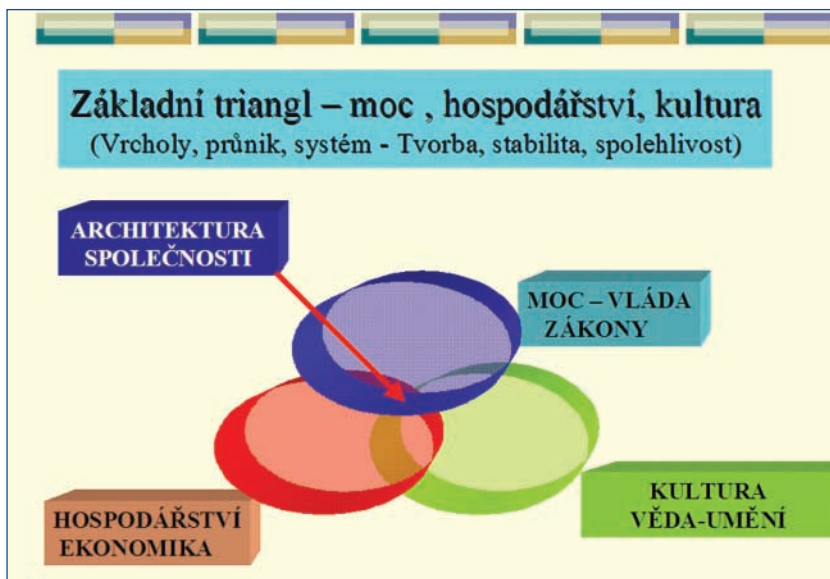 Základní triangl – moc , hospodářství, kultura
(Vrcholy, průnik, systém - Tvorba, stabilita, spolehlivost)
ARCHITEKTURA
SPOLEČNOSTI
MOC – VLÁDA
ZÁKONY
KULTURA
VĚDA-UMĚNÍ
HOSPODÁŘSTVÍ
EKONOMIKA